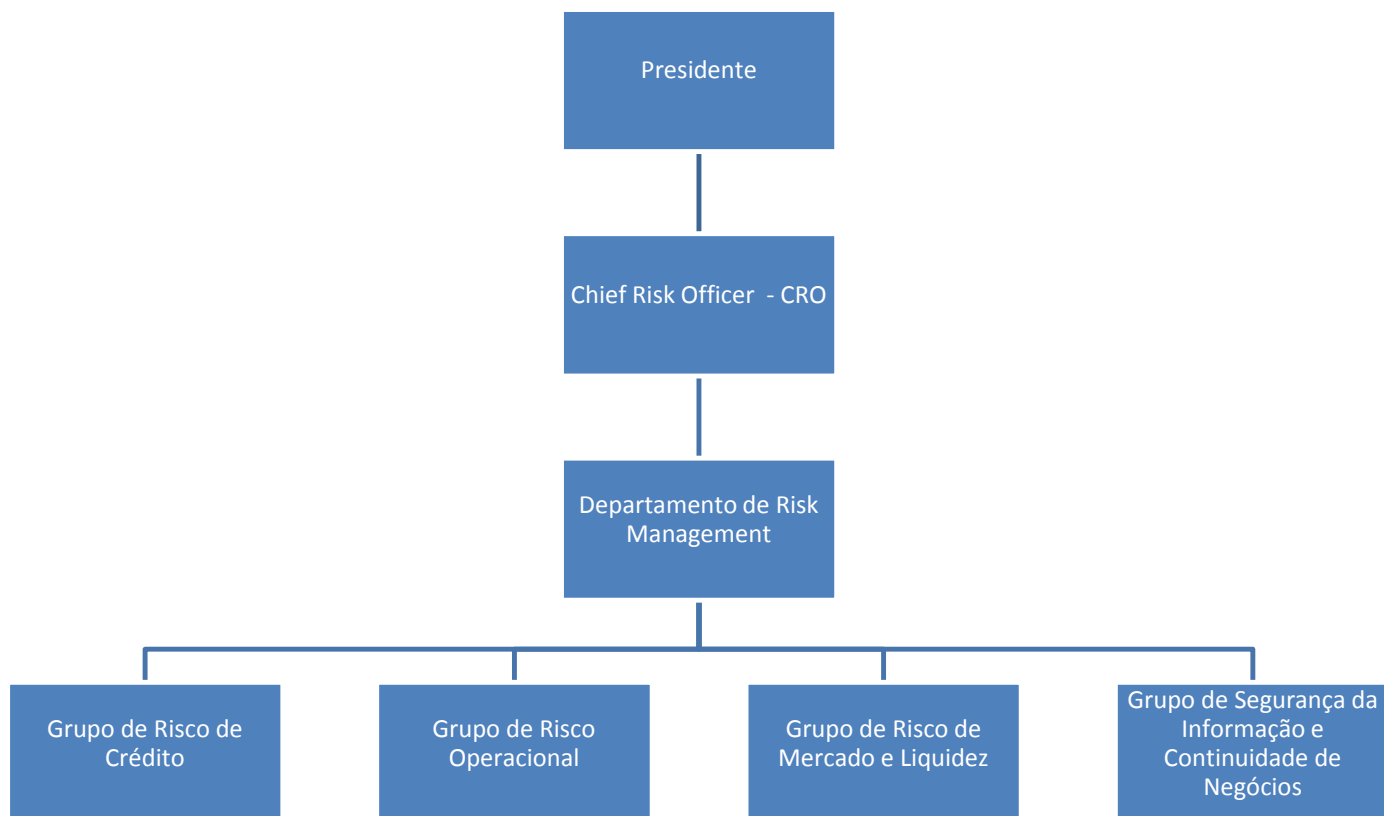 Presidente
Chief Risk Officer - CRO
Departamento de Risk
Management
Grupo de Risco de
Crédito
Grupo de Risco
Operacional
Grupo de Risco de
Mercado e Liquidez
Grupo de Segurança da
Informação e
Continuidade de
Negócios